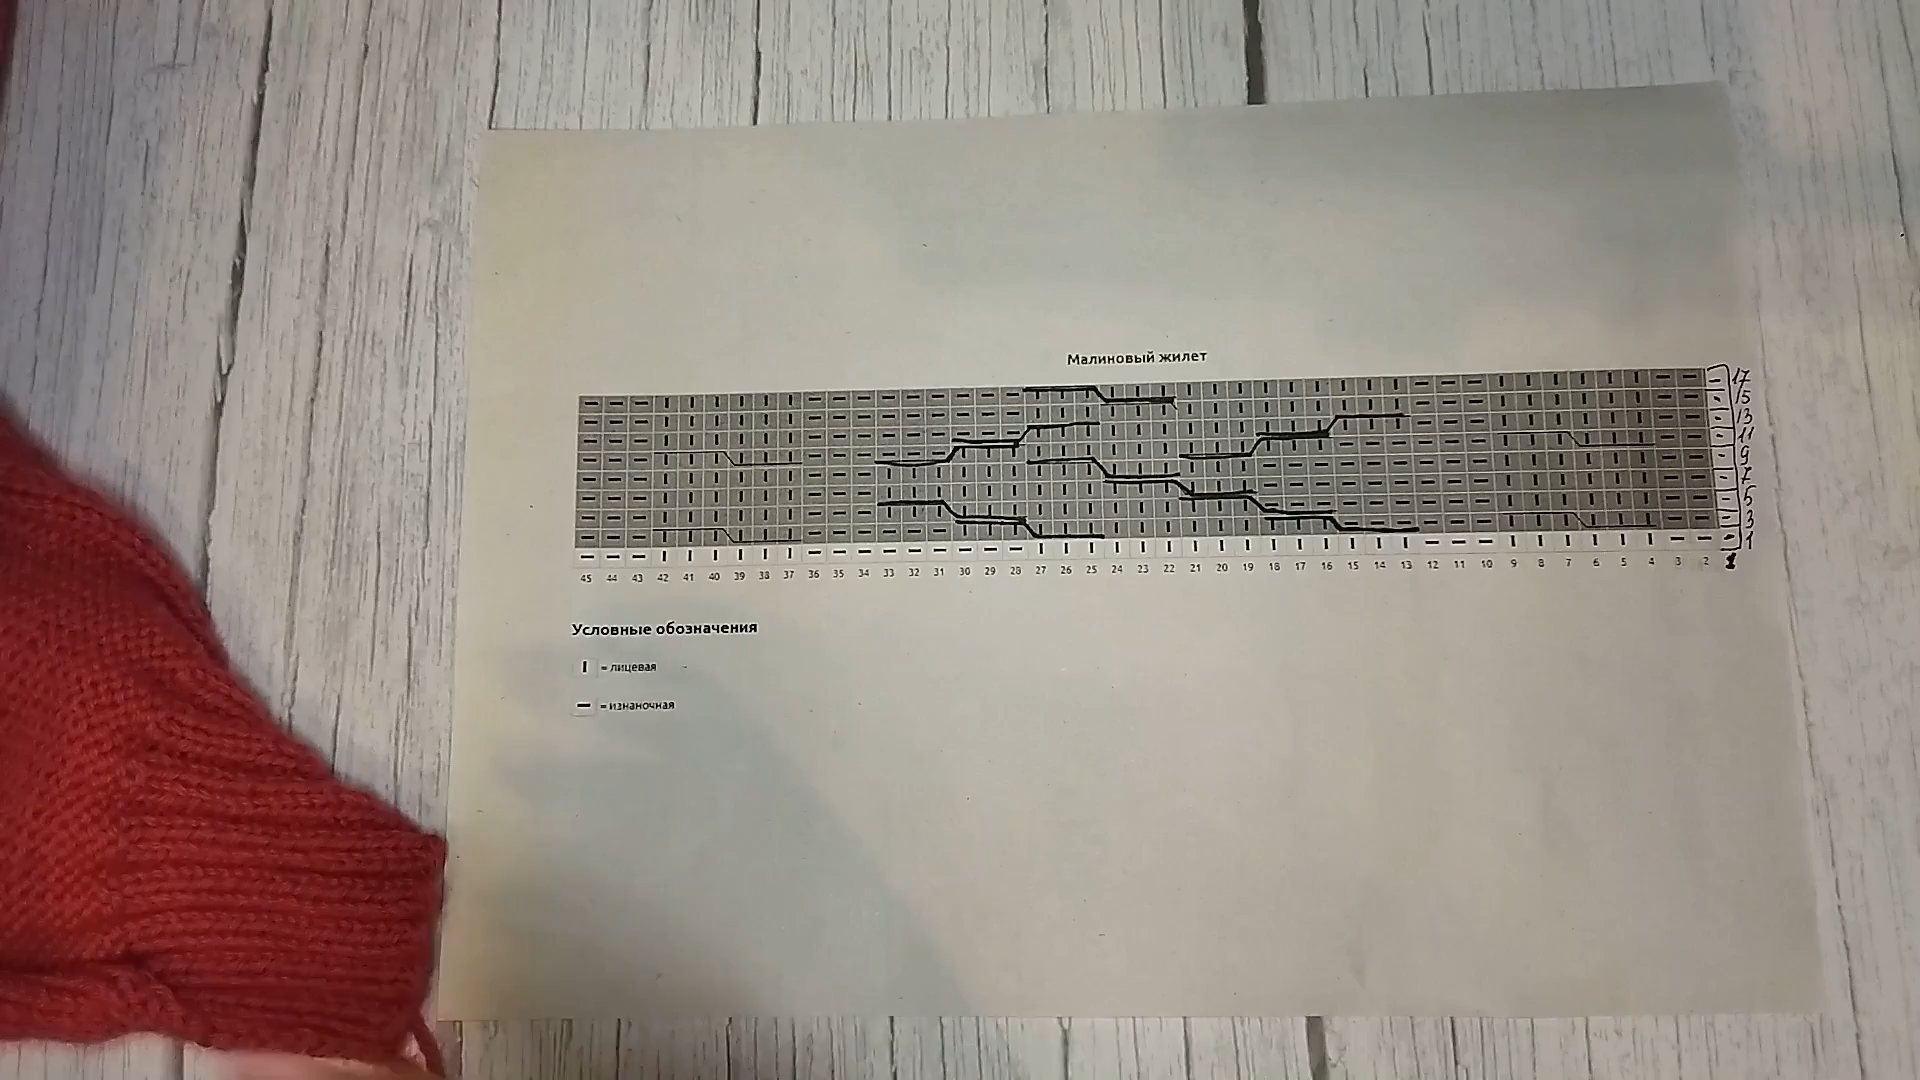 Малиновый жилет
17
15
13
11
9
7
5
3
1
45 44 43 42 41 40 39 38 37 36 35 34 33 32 31 30 29 28 27 26 25 24 23 22 21 20 19 18 17 16 15 14 13 12 11 10 9 8 7 6 5 4 3 2 1
Условные обозначения
= лицевая
= изнаночная